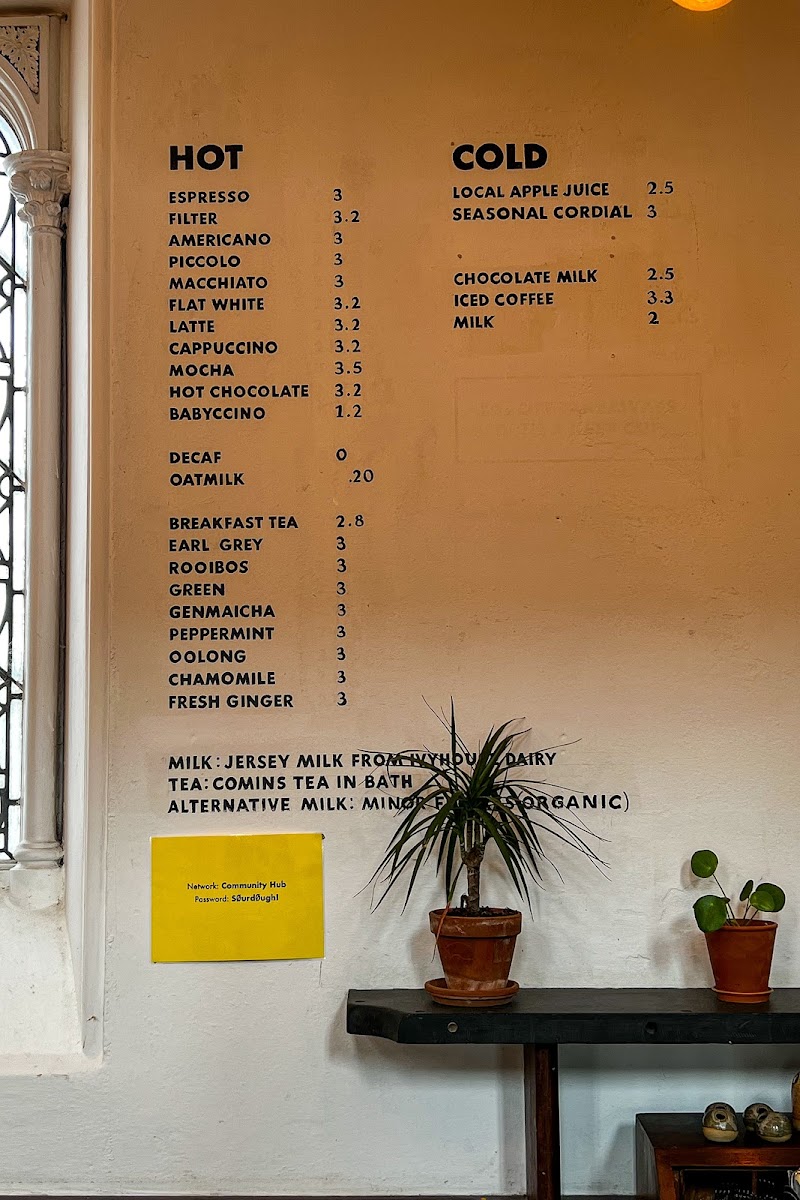 HOT
ESPRESSO 3
FILTER 3.2
AMERICANO 3
PICCOLO 3
MACCHIATO 3
FLAT WHITE 3.2
LATTE 3.2
CAPPUCCINO 3.2
MOCHA 3.5
HOT CHOCOLATE 3.2
BABYCCINO 1.2
DECAF 0
OATMILK .20
BREAKFAST TEA 2.8
EARL GREY 3
ROOIBOS 3
GREEN 3
GENMAICHA 3
PEPPERMINT 3
OOLONG 3
CHAMOMILE 3
FRESH GINGER 3
COLD
LOCAL APPLE JUICE 2.5
SEASONAL CORDIAL 3
CHOCOLATE MILK 2.5
ICED COFFEE 3.3
MILK 2
MILK: JERSEY MILK FROM IVYHOUSE DAIRY
TEA: COMINS TEA IN BATH
ALTERNATIVE MILK: MINOR ORGANIC)
Network: Community Hub
Password: SØurdØugh!